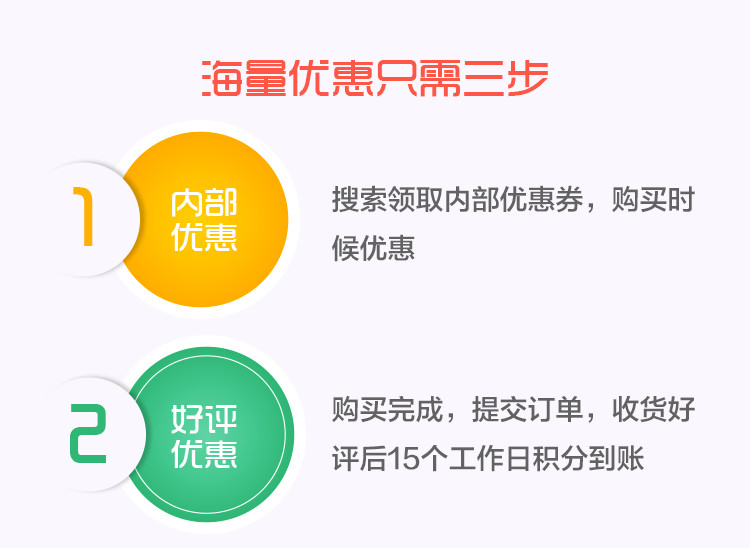 海量优惠只需三步
1
内部
优惠
搜索领取内部优惠券，购买时
候优惠
2
好评
优惠
购买完成，提交订单，收货好
评后15个工作日积分到账